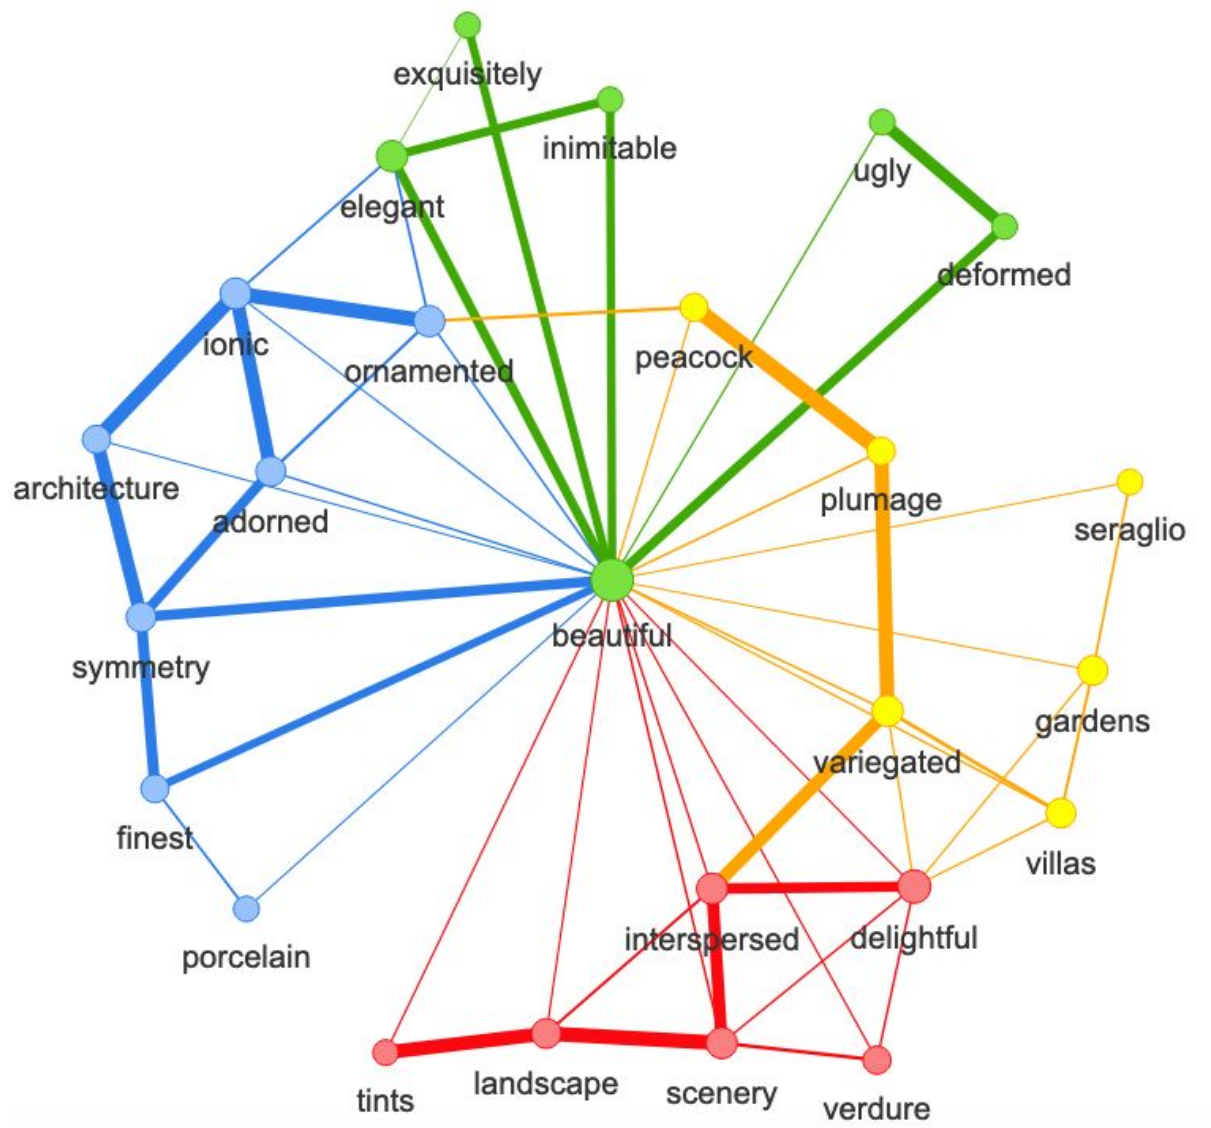 exquisitely
inimitable
ugly
elegant
deformed
ionic
peacock
ornamented
architecture
plumage
adorned
seraglio
beautiful
symmetry
gardens
variegated
finest
villas
interspersed
delightful
porcelain
landscape
scenery
tints
verdure